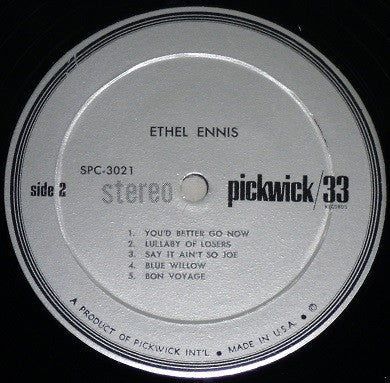 ETHEL ENNIS
SPC-3021
side 2 stereo pickwick/33
RECORDS
1. YOU'D BETTER GO NOW
2. LULLABY OF LOSERS
3. SAY IT AIN'T SO JOE
4. BLUE WILLOW
5. BON VOYAGE
A PRODUCT OF PICKWICK INT'L. • MADE IN U.S.A. • ©